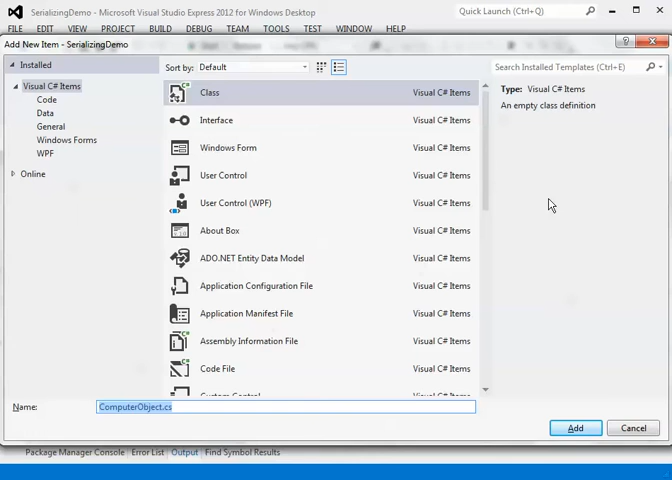 SerializingDemo - Microsoft Visual Studio Express 2012 for Windows Desktop
Quick Launch (Ctrl+Q)
FILE EDIT VIEW PROJECT BUILD DEBUG TEAM TOOLS TEST WINDOW HELP
Add New Item - SerializingDemo
Installed
Sort by: Default
Search Installed Templates (Ctrl+E)
Visual C# Items
Code
Data
General
Windows Forms
WPF
Online
Class Visual C# Items
Interface Visual C# Items
Windows Form Visual C# Items
User Control Visual C# Items
User Control (WPF) Visual C# Items
About Box Visual C# Items
ADO.NET Entity Data Model Visual C# Items
Application Configuration File Visual C# Items
Application Manifest File Visual C# Items
Assembly Information File Visual C# Items
Code File Visual C# Items
Custom Control Visual C# Items
Type: Visual C# Items
An empty class definition
Name: ComputerObject.cs
Add Cancel
Package Manager Console Error List Output Find Symbol Results